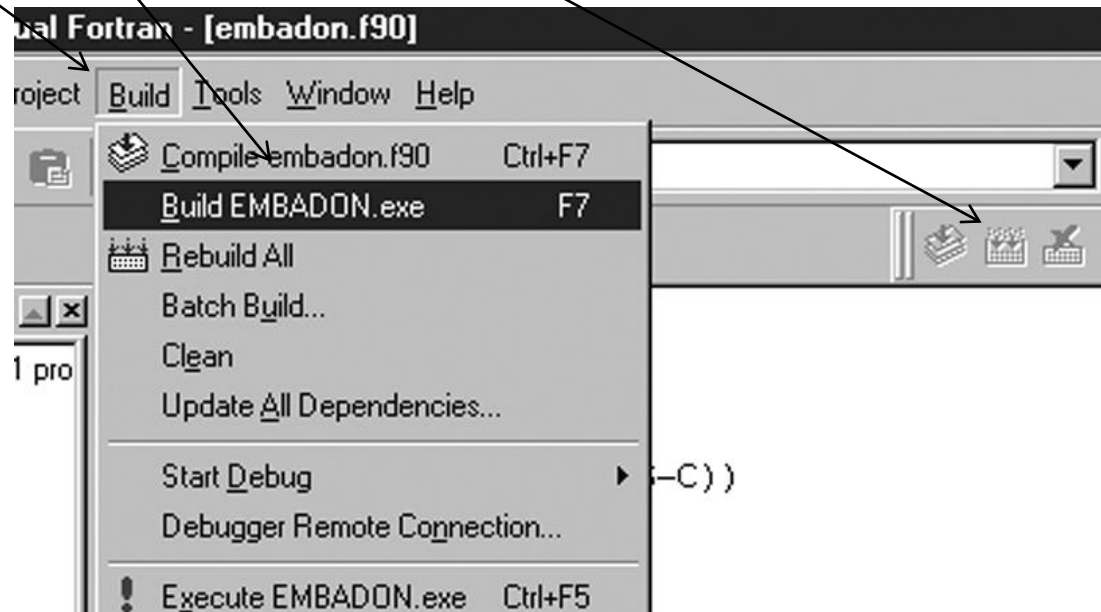 ual Fortran - [embadon.f90]
roject Build Tools Window Help
Compile embadon.f90 Ctrl+F7
Build EMBADON.exe F7
Rebuild All
Batch Build...
Clean
1 pro
Update All Dependencies...
Start Debug
-C))
Debugger Remote Connection...
Execute EMBADON.exe Ctrl+F5